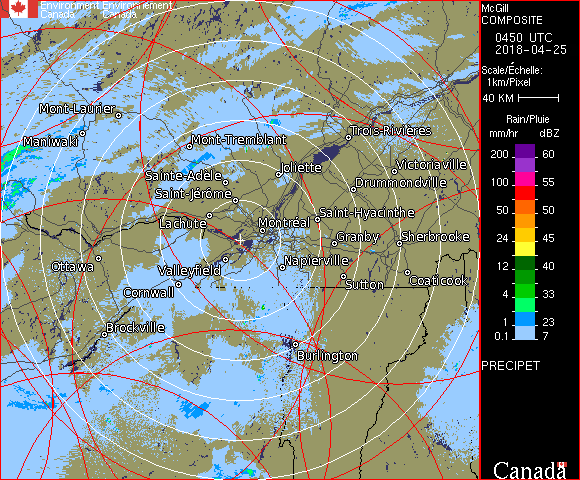 Environment Environnement
Canada Canada
McGill
COMPOSITE
0450 UTC
2018-04-25
Scale/Échelle:
1km/Pixel
40 KM
Rain/Pluie
mm/hr dBZ
200 60
100 55
50 50
24 45
12 40
4 33
1 23
0.1 7
PRECIPET
Canada
Mont-Laurier
Maniwaki
Mont-Tremblant
Trois-Rivières
Sainte-Adèle
Joliette
Victoriaville
Saint-Jérôme
Drummondville
Lachute
Montréal
Saint-Hyacinthe
Granby
Sherbrooke
Ottawa
Valleyfield
Napierville
Cornwall
Sutton
Coaticook
Brockville
Burlington